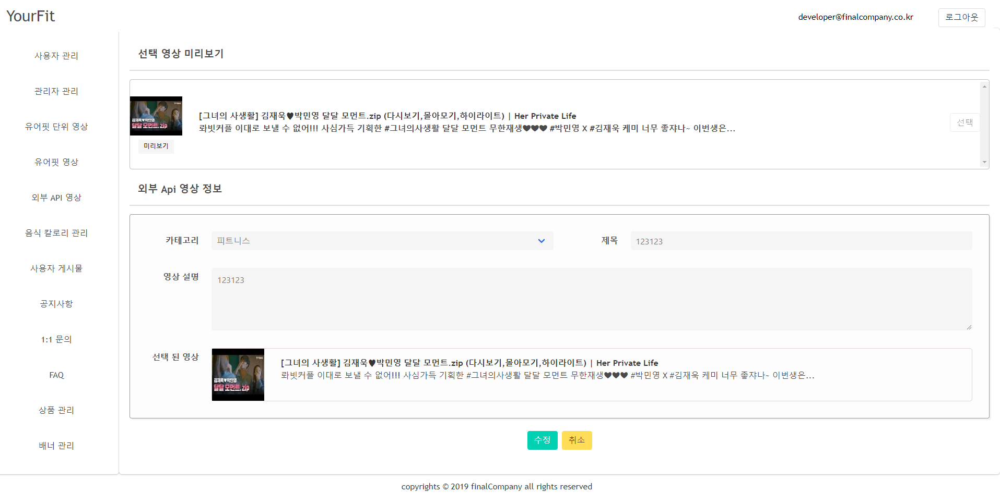 YourFit
developer@finalcompany.co.kr
로그아웃
사용자 관리
관리자 관리
유어핏 단위 영상
유어핏 영상
외부 API 영상
음식 칼로리 관리
사용자 게시물
공지사항
1:1 문의
FAQ
상품 관리
배너 관리
선택 영상 미리보기
김재욱♥박민영
달달 모먼트.zip
[그녀의 사생활] 김재욱♥박민영 달달 모먼트.zip (다시보기,몰아모기,하이라이트) | Her Private Life
롸빗커플 이대로 보낼 수 없어!!! 사심가득 기획한 #그녀의사생활 달달 모먼트 무한재생♥♥♥ #박민영 X #김재욱 케미 너무 좋쟈나~ 이번생은...
선택
미리보기
외부 Api 영상 정보
카테고리
피트니스
제목
123123
영상 설명
123123
선택 된 영상
김재욱♥박민영
달달 모먼트.zip
[그녀의 사생활] 김재욱♥박민영 달달 모먼트.zip (다시보기,몰아모기,하이라이트) | Her Private Life
롸빗커플 이대로 보낼 수 없어!!! 사심가득 기획한 #그녀의사생활 달달 모먼트 무한재생♥♥♥ #박민영 X #김재욱 케미 너무 좋쟈나~ 이번생은...
수정
취소
copyrights © 2019 finalCompany all rights reserved